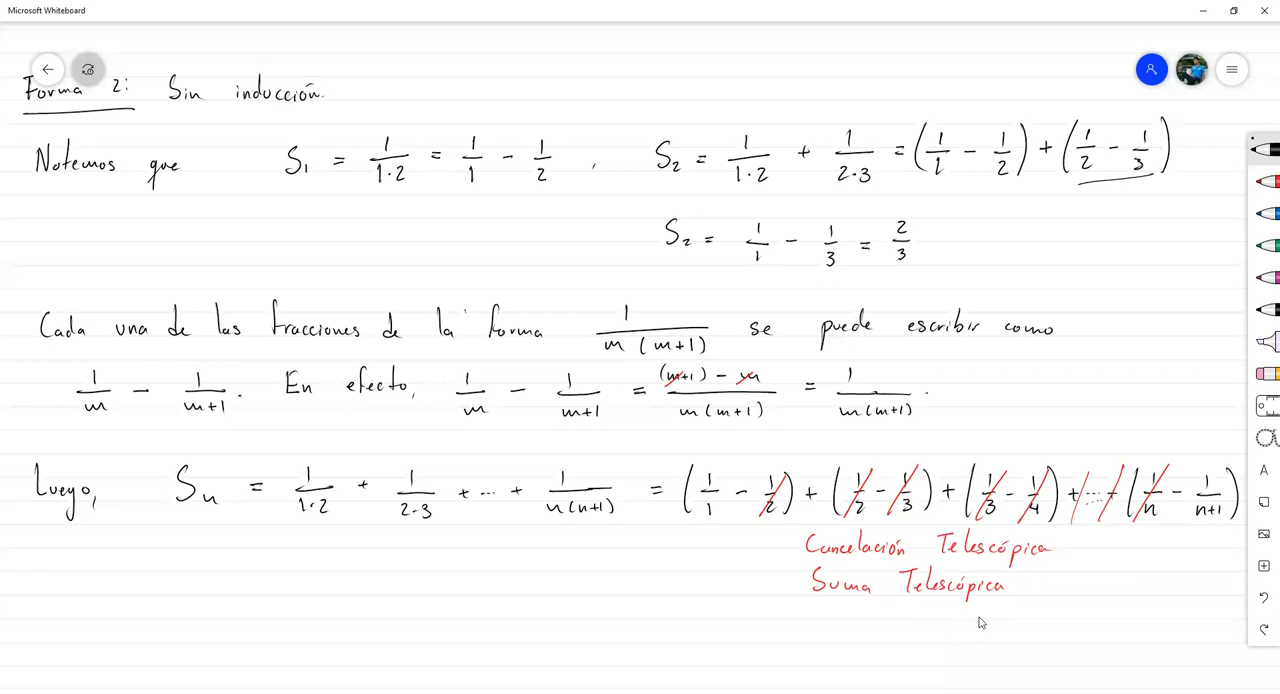 Microsoft Whiteboard
Forma 2: Sin inducción.
Notemos que S₁ = 1/(1·2) = 1/1 - 1/2 , S₂ = 1/(1·2) + 1/(2·3) = (1/1 - 1/2) + (1/2 - 1/3)
S₂ = 1/1 - 1/3 = 2/3
Cada una de las fracciones de la forma 1/(m(m+1)) se puede escribir como
1/m - 1/(m+1). En efecto, 1/m - 1/(m+1) = ((m+1) - m)/(m(m+1)) = 1/(m(m+1)).
Luego, Sₙ = 1/(1·2) + 1/(2·3) + ... + 1/(n(n+1)) = (1/1 - 1/2) + (1/2 - 1/3) + (1/3 - 1/4) + ... + (1/n - 1/(n+1))
Cancelación Telescópica
Suma Telescópica
A